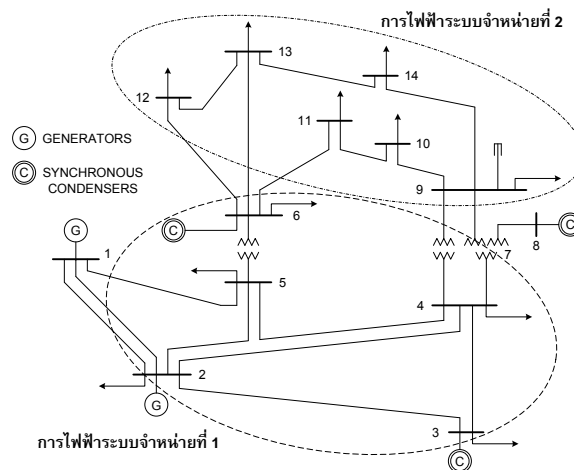 การไฟฟ้าระบบจำหน่ายที่ 2
13
14
12
11
10
G GENERATORS
C SYNCHRONOUS
CONDENSERS
9
C
6
8
C
7
G
1
5
4
2
G
3
C
การไฟฟ้าระบบจำหน่ายที่ 1